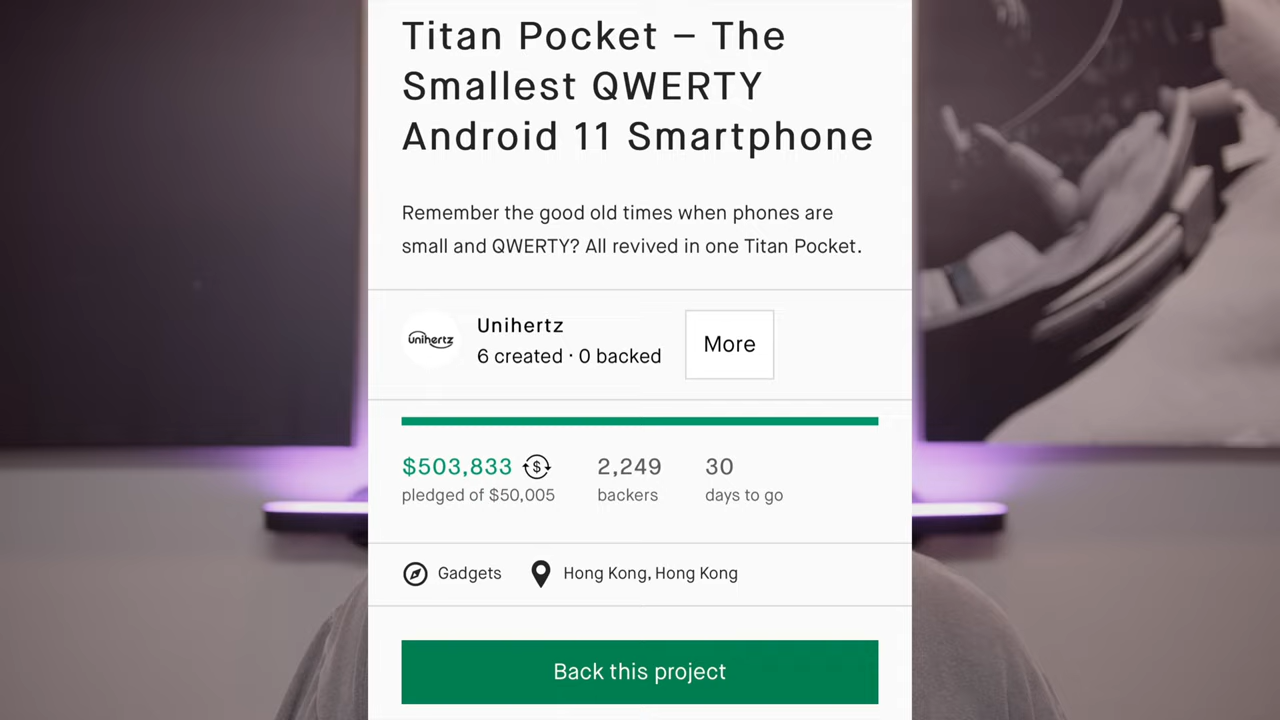 Titan Pocket – The
Smallest QWERTY
Android 11 Smartphone
Remember the good old times when phones are
small and QWERTY? All revived in one Titan Pocket.
unihertz
Unihertz
6 created · 0 backed
More
$503,833 $ 2,249 30
pledged of $50,005 backers days to go
Gadgets Hong Kong, Hong Kong
Back this project